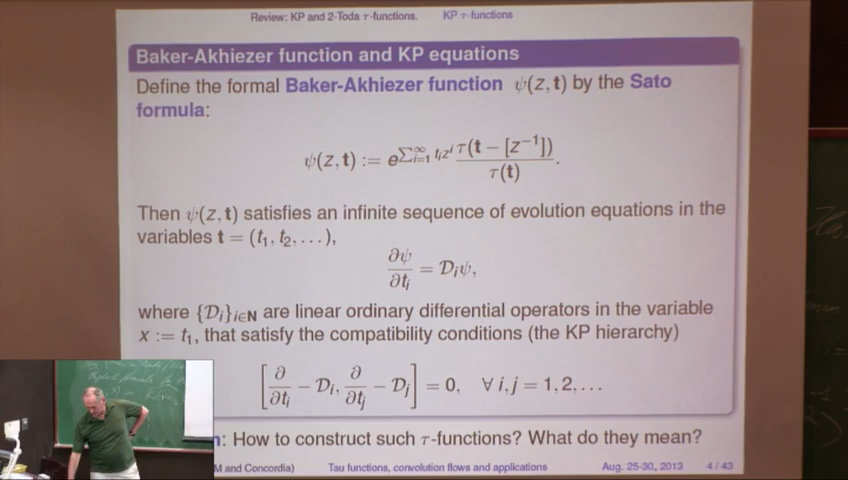 Review: KP and 2-Toda τ-functions. KP τ-functions
Baker-Akhiezer function and KP equations
Define the formal Baker-Akhiezer function ψ(z, t) by the Sato
formula:
ψ(z, t) := e^{∑_{i=1}^{∞} t_i z^i} τ(t − [z^{−1}]) / τ(t).
Then ψ(z, t) satisfies an infinite sequence of evolution equations in the
variables t = (t₁, t₂, . . . ),
∂ψ/∂t_i = D_iψ,
where {D_i}_{i∈N} are linear ordinary differential operators in the variable
x := t₁, that satisfy the compatibility conditions (the KP hierarchy)
[∂/∂t_i − D_i, ∂/∂t_j − D_j] = 0, ∀ i, j = 1, 2, . . .
: How to construct such τ-functions? What do they mean?
and Concordia) Tau functions, convolution flows and applications Aug. 25-30, 2013 4 / 43